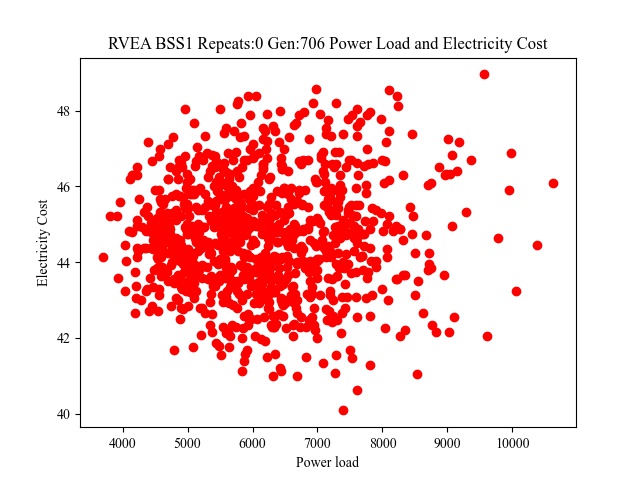 RVEA BSS1 Repeats:0 Gen:706 Power Load and Electricity Cost
48
46
44
42
40
Electricity Cost
4000 5000 6000 7000 8000 9000 10000
Power load